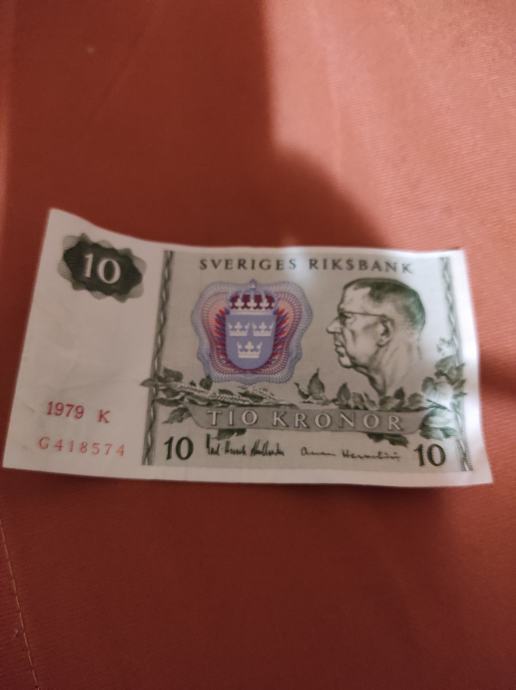 10
SVERIGES RIKSBANK
1979 K
G418574
TIO KRONOR
10
10